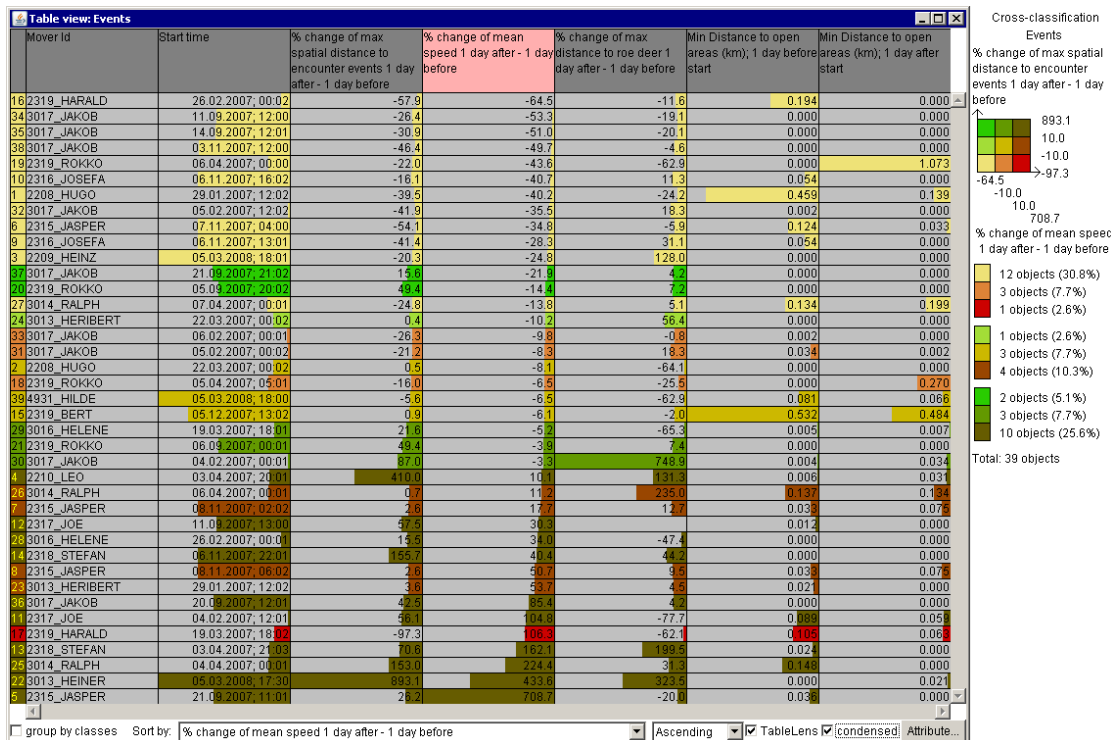 Table view: Events
Mover Id Start time % change of max spatial distance to encounter events 1 day after - 1 day before % change of mean speed 1 day after - 1 day before % change of max distance to roe deer 1 day after - 1 day before Min Distance to open areas (km); 1 day before start Min Distance to open areas (km); 1 day after start
16 2319_HARALD 26.02.2007; 00:02 -57.9 -64.5 -11.6 0.194 0.000
34 3017_JAKOB 11.09.2007; 12:00 -26.4 -53.3 -19.1 0.000 0.000
35 3017_JAKOB 14.09.2007; 12:01 -30.9 -51.0 -20.1 0.000 0.000
38 3017_JAKOB 03.11.2007; 12:00 -46.4 -49.7 -4.6 0.000 0.000
19 2319_ROKKO 06.04.2007; 00:00 -22.0 -43.6 -62.9 0.000 1.073
10 2316_JOSEFA 06.11.2007; 16:02 -16.1 -40.7 11.3 0.054 0.000
1 2208_HUGO 29.01.2007; 12:02 -39.5 -40.2 -24.2 0.459 0.139
32 3017_JAKOB 05.02.2007; 12:02 -41.9 -35.5 18.3 0.002 0.000
6 2315_JASPER 07.11.2007; 04:00 -54.1 -34.8 -5.9 0.124 0.033
9 2316_JOSEFA 06.11.2007; 13:01 -41.4 -28.3 31.1 0.054 0.000
3 2209_HEINZ 05.03.2008; 18:01 -20.3 -24.8 128.0 0.000 0.000
37 3017_JAKOB 21.09.2007; 21:02 15.6 -21.9 4.2 0.000 0.000
20 2319_ROKKO 05.09.2007; 20:02 49.4 -14.4 7.2 0.000 0.000
27 3014_RALPH 07.04.2007; 00:01 -24.8 -13.8 5.1 0.134 0.199
24 3013_HERIBERT 22.03.2007; 00:02 0.4 -10.2 56.4 0.000 0.000
33 3017_JAKOB 06.02.2007; 00:01 -26.3 -9.8 -0.8 0.002 0.000
31 3017_JAKOB 05.02.2007; 00:02 -21.2 -8.3 18.3 0.034 0.002
2 2208_HUGO 22.03.2007; 00:02 0.5 -8.1 -64.1 0.000 0.000
18 2319_ROKKO 05.04.2007; 05:01 -16.0 -6.5 -25.5 0.000 0.270
39 4931_HILDE 05.03.2008; 18:00 -5.6 -6.5 -62.9 0.081 0.066
15 2319_BERT 05.12.2007; 13:02 0.9 -6.1 -2.0 0.532 0.484
29 3016_HELENE 19.03.2007; 18:01 21.6 -5.2 -65.3 0.005 0.007
21 2319_ROKKO 06.09.2007; 00:01 49.4 -3.9 7.4 0.000 0.000
30 3017_JAKOB 04.02.2007; 00:01 87.0 -3.3 748.9 0.004 0.034
4 2210_LEO 03.04.2007; 20:01 410.0 10.1 131.3 0.006 0.031
26 3014_RALPH 06.04.2007; 00:01 0.7 11.2 235.0 0.137 0.134
7 2315_JASPER 08.11.2007; 02:02 2.6 17.7 12.7 0.033 0.075
12 2317_JOE 11.09.2007; 13:00 57.5 30.3 0.012 0.000
28 3016_HELENE 26.02.2007; 00:01 15.5 34.0 -47.4 0.000 0.000
14 2318_STEFAN 06.11.2007; 22:01 155.7 40.4 44.2 0.000 0.000
8 2315_JASPER 08.11.2007; 06:02 2.6 50.7 9.5 0.033 0.075
23 3013_HERIBERT 29.01.2007; 12:02 3.6 53.7 4.5 0.021 0.000
36 3017_JAKOB 20.09.2007; 12:01 42.5 85.4 4.2 0.000 0.000
11 2317_JOE 04.02.2007; 12:01 56.1 104.8 -77.7 0.089 0.059
17 2319_HARALD 19.03.2007; 18:02 -97.3 106.3 -62.1 0.105 0.063
13 2318_STEFAN 03.04.2007; 21:03 70.6 162.1 199.5 0.024 0.000
25 3014_RALPH 04.04.2007; 00:01 153.0 224.4 31.3 0.148 0.000
22 3013_HEINER 05.03.2008; 17:30 893.1 433.6 323.5 0.000 0.021
5 2315_JASPER 21.09.2007; 11:01 26.2 708.7 -20.0 0.036 0.000
group by classes Sort by: % change of mean speed 1 day after - 1 day before Ascending TableLens condensed Attribute...
Cross-classification
Events
% change of max spatial
distance to encounter
events 1 day after - 1 day
before
893.1
10.0
-10.0
-97.3
-64.5
-10.0
10.0
708.7
% change of mean speed
1 day after - 1 day before
12 objects (30.8%)
3 objects (7.7%)
1 objects (2.6%)
1 objects (2.6%)
3 objects (7.7%)
4 objects (10.3%)
2 objects (5.1%)
3 objects (7.7%)
10 objects (25.6%)
Total: 39 objects